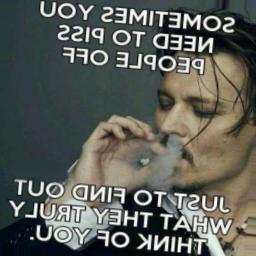 SOMETIMES YOU
NEED TO PISS
PEOPLE OFF
JUST TO FIND OUT
WHAT THEY TRULY
THINK OF YOU.